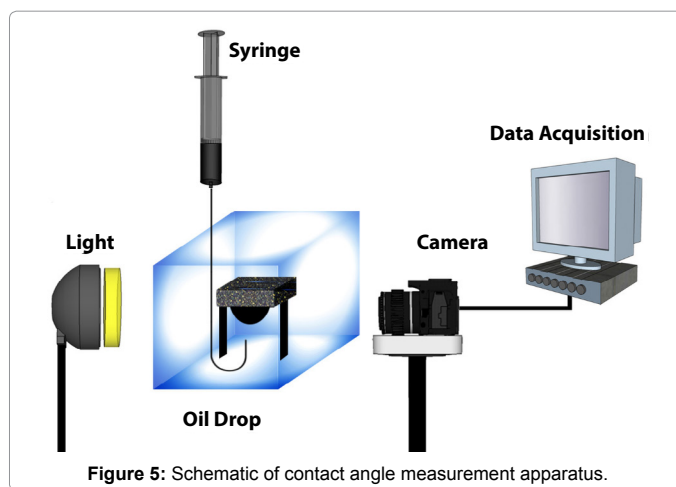 Syringe
Data Acquisition
Light
Camera
Oil Drop
Figure 5: Schematic of contact angle measurement apparatus.